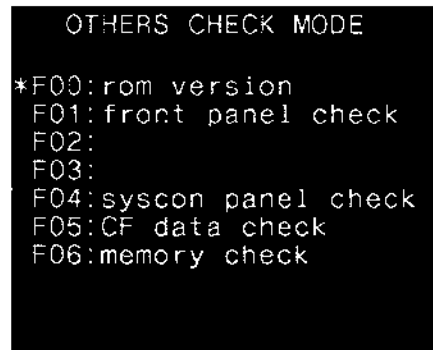 OTHERS CHECK MODE
*F00:rom version
F01:front panel check
F02:
F03:
F04:syscon panel check
F05:CF data check
F06:memory check